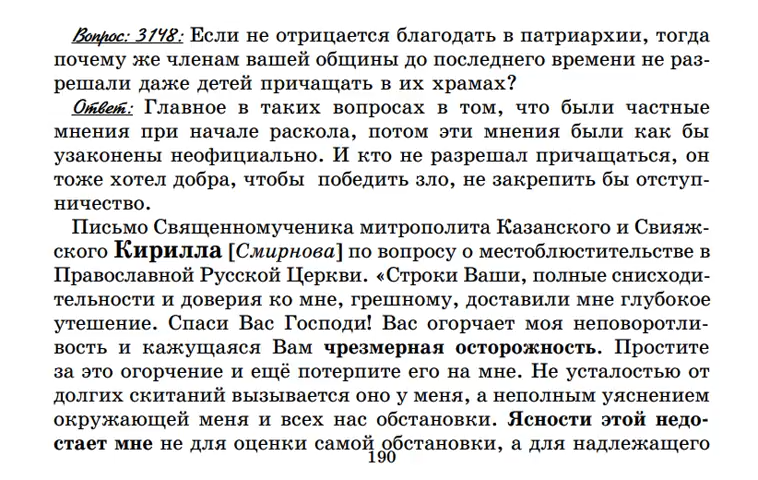 Вопрос: 3148: Если не отрицается благодать в патриархии, тогда
почему же членам вашей общины до последнего времени не раз-
решали даже детей причащать в их храмах?
Ответ: Главное в таких вопросах в том, что были частные
мнения при начале раскола, потом эти мнения были как бы
узаконены неофициально. И кто не разрешал причащаться, он
тоже хотел добра, чтобы победить зло, не закрепить бы отступ-
ничество.
Письмо Священномученика митрополита Казанского и Свияж-
ского Кирилла [Смирнова] по вопросу о местоблюстительстве в
Православной Русской Церкви. «Строки Ваши, полные снисходи-
тельности и доверия ко мне, грешному, доставили мне глубокое
утешение. Спаси Вас Господи! Вас огорчает моя неповоротли-
вость и кажущаяся Вам чрезмерная осторожность. Простите
за это огорчение и ещё потерпите его на мне. Не усталостью от
долгих скитаний вызывается оно у меня, а неполным уяснением
окружающей меня и всех нас обстановки. Ясности этой недо-
стает мне не для оценки самой обстановки, а для надлежащего
190